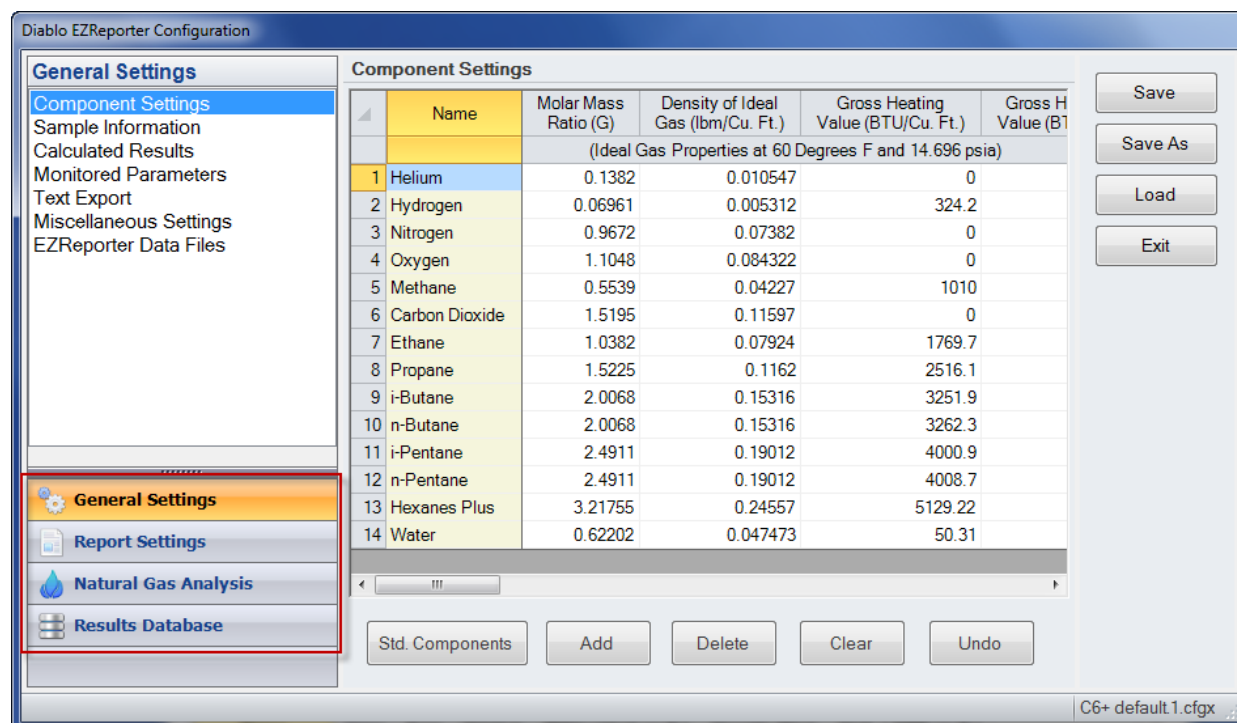 Diablo EZReporter Configuration
General Settings
Component Settings
Sample Information
Calculated Results
Monitored Parameters
Text Export
Miscellaneous Settings
EZReporter Data Files
General Settings
Report Settings
Natural Gas Analysis
Results Database
Component Settings
Name Molar Mass Ratio (G) Density of Ideal Gas (lbm/Cu. Ft.) Gross Heating Value (BTU/Cu. Ft.) Gross H Value (BT
(Ideal Gas Properties at 60 Degrees F and 14.696 psia)
1 Helium 0.1382 0.010547 0
2 Hydrogen 0.06961 0.005312 324.2
3 Nitrogen 0.9672 0.07382 0
4 Oxygen 1.1048 0.084322 0
5 Methane 0.5539 0.04227 1010
6 Carbon Dioxide 1.5195 0.11597 0
7 Ethane 1.0382 0.07924 1769.7
8 Propane 1.5225 0.1162 2516.1
9 i-Butane 2.0068 0.15316 3251.9
10 n-Butane 2.0068 0.15316 3262.3
11 i-Pentane 2.4911 0.19012 4000.9
12 n-Pentane 2.4911 0.19012 4008.7
13 Hexanes Plus 3.21755 0.24557 5129.22
14 Water 0.62202 0.047473 50.31
Std. Components Add Delete Clear Undo
Save
Save As
Load
Exit
C6+ default.1.cfgx